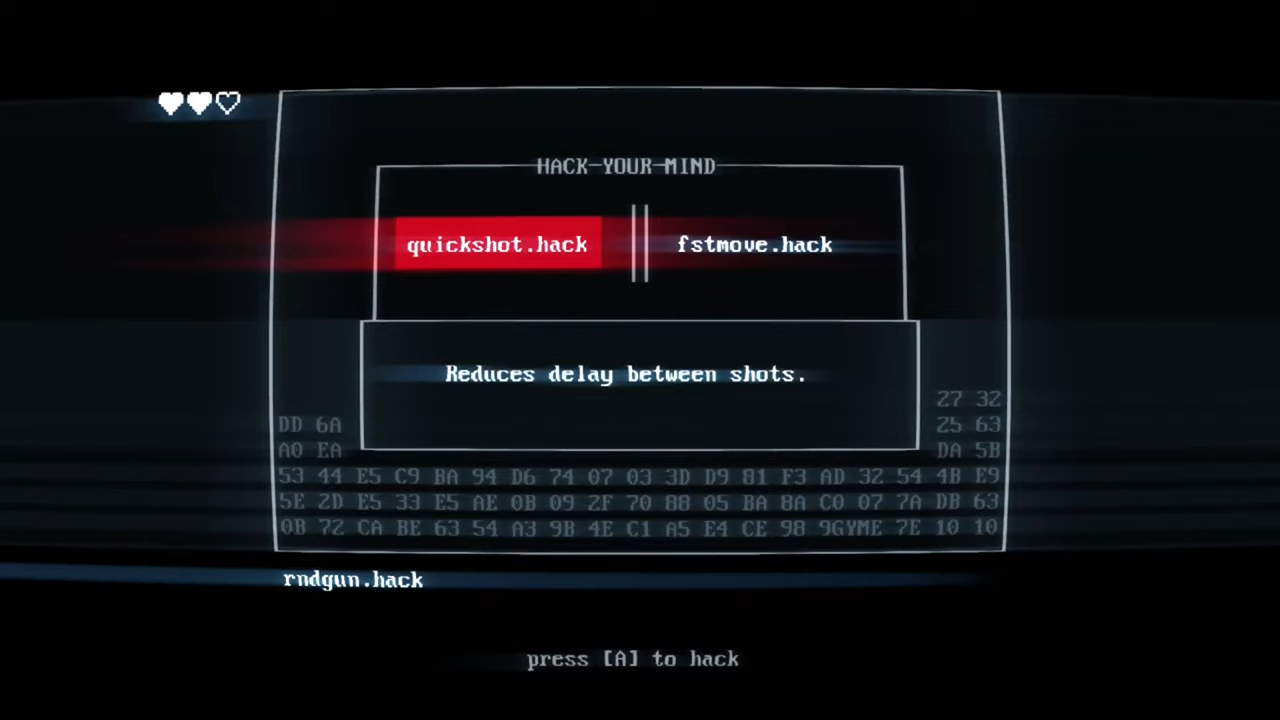 HACK-YOUR-MIND
quickshot.hack
fstmove.hack
Reduces delay between shots.
27 32
DD 6A 25 63
A0 EA DA 5B
53 44 E5 C9 BA 94 D6 74 07 03 3D D9 81 F3 AD 32 54 4B E9
5E 2D E5 33 E5 AE 0B 09 2F 70 88 05 BA 8A C0 07 7A DB 63
0B 72 CA BE 63 54 A3 9B 4E C1 A5 E4 CE 98 9GYME 7E 10 10
rndgun.hack
press [A] to hack